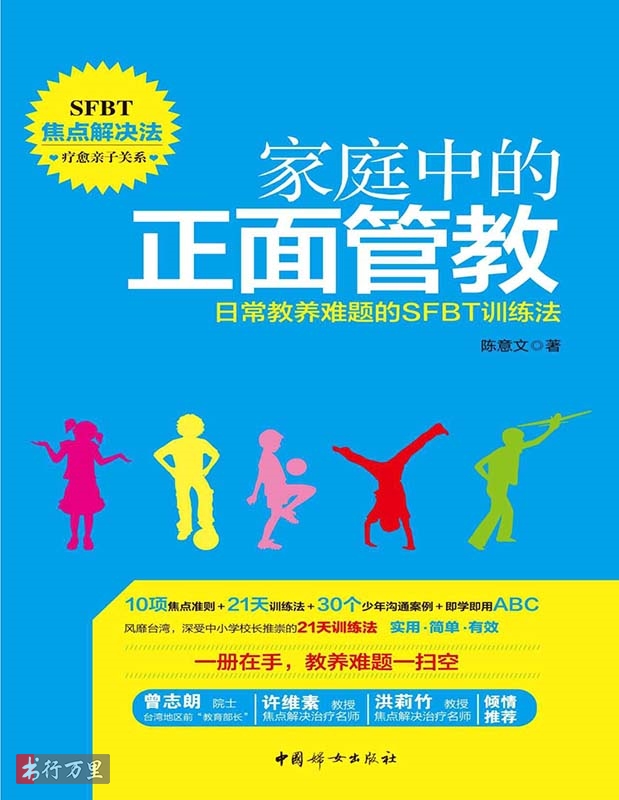 SFBT
焦点解决法
疗愈亲子关系
家庭中的
正面管教
日常教养难题的SFBT训练法
陈意文◎著
10项焦点准则+21天训练法+30个少年沟通案例+即学即用ABC
风靡台湾，深受中小学校长推崇的21天训练法 实用·简单·有效
一册在手，教养难题一扫空
曾志朗 院士 许维素 教授 洪莉竹 教授 倾情
台湾地区前“教育部长” 焦点解决治疗名师 焦点解决治疗名师 推荐
中国妇女出版社
书行万里